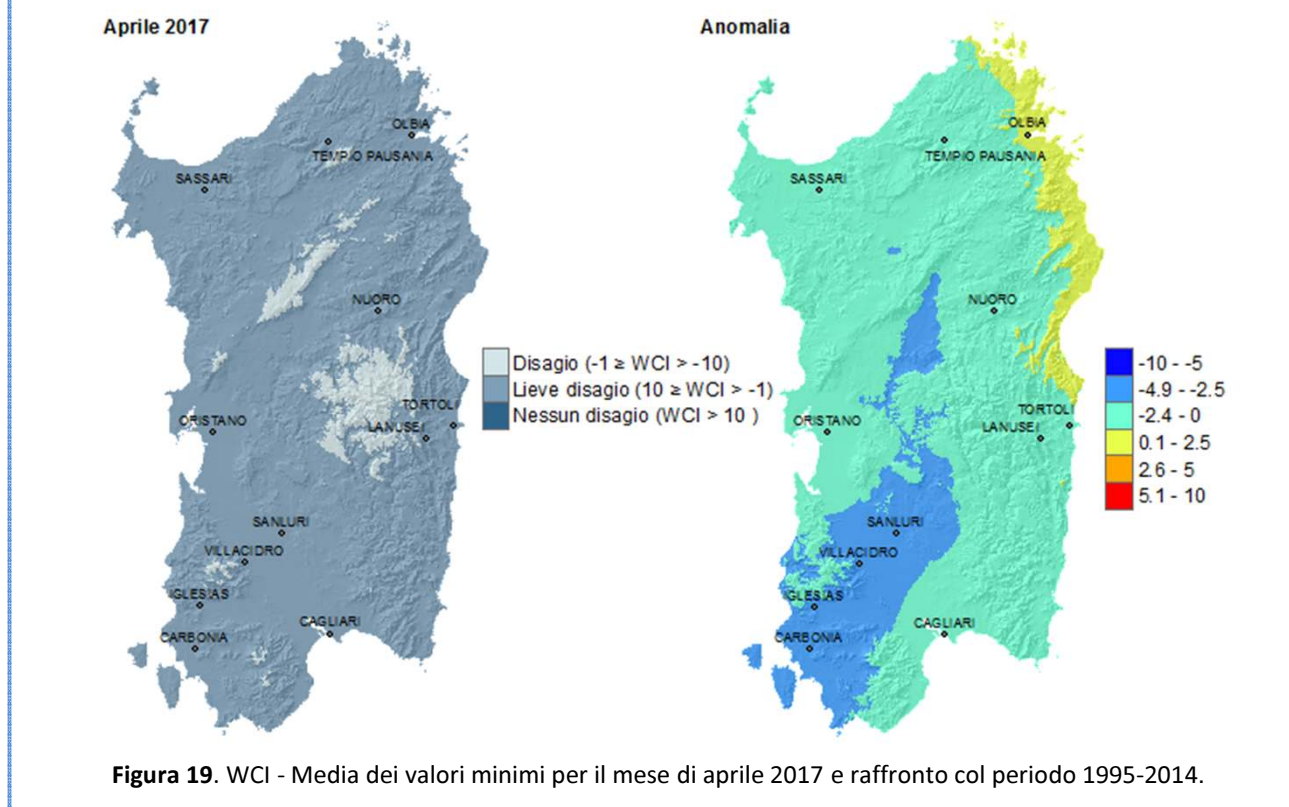 Aprile 2017
OLBIA
TEMPIO PAUSANIA
SASSARI
NUORO
TORTOLI
ORISTANO
LANUSEI
SANLURI
VILLACIDRO
IGLESIAS
CAGLIARI
CARBONIA
Disagio (-1 ≥ WCI > -10)
Lieve disagio (10 ≥ WCI > -1)
Nessun disagio (WCI > 10 )
Anomalia
OLBIA
TEMPIO PAUSANIA
SASSARI
NUORO
TORTOLI
ORISTANO
LANUSEI
SANLURI
VILLACIDRO
IGLESIAS
CAGLIARI
CARBONIA
-10 - -5
-4.9 - -2.5
-2.4 - 0
0.1 - 2.5
2.6 - 5
5.1 - 10
Figura 19. WCI - Media dei valori minimi per il mese di aprile 2017 e raffronto col periodo 1995-2014.